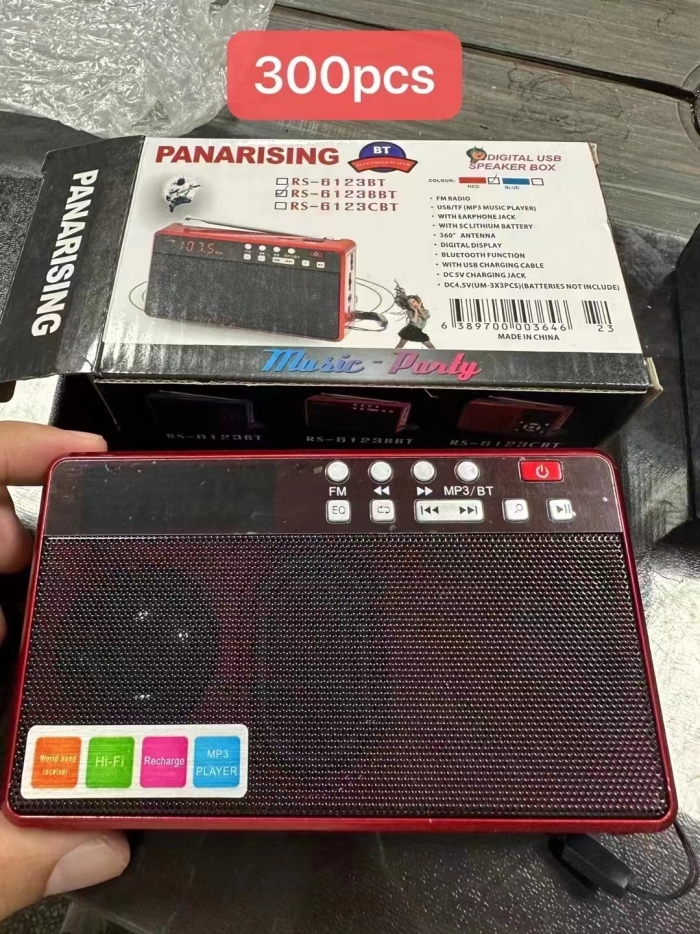 300pcs
PANARISING
PANARISING
BT
DIGITAL USB
SPEAKER BOX
RS-6123BT
RS-6123BBT
RS-6123CBT
COLOUR:
RED
BLUE
· FM RADIO
· USB/TF(MP3 MUSIC PLAYER)
· WITH EARPHONE JACK
· WITH 5C LITHIUM BATTERY
· 360° ANTENNA
· DIGITAL DISPLAY
· BLUETOOTH FUNCTION
· WITH USB CHARGING CABLE
· DC 5V CHARGING JACK
· DC4.5V(UM-3X3PCS)(BATTERIES NOT INCLUDE)
107.5
6 389700 003646 23
MADE IN CHINA
Music - Party
RS-6123BT RS-6123BBT RS-6123CBT
FM MP3/BT
EQ
World band
receiver
Hi-Fi
Recharge
MP3
PLAYER